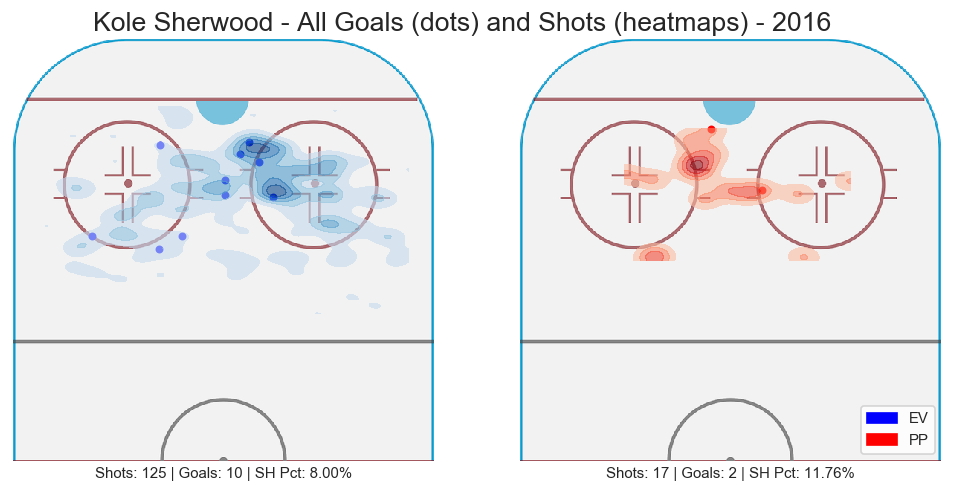 Kole Sherwood - All Goals (dots) and Shots (heatmaps) - 2016
EV
PP
Shots: 125 | Goals: 10 | SH Pct: 8.00%
Shots: 17 | Goals: 2 | SH Pct: 11.76%